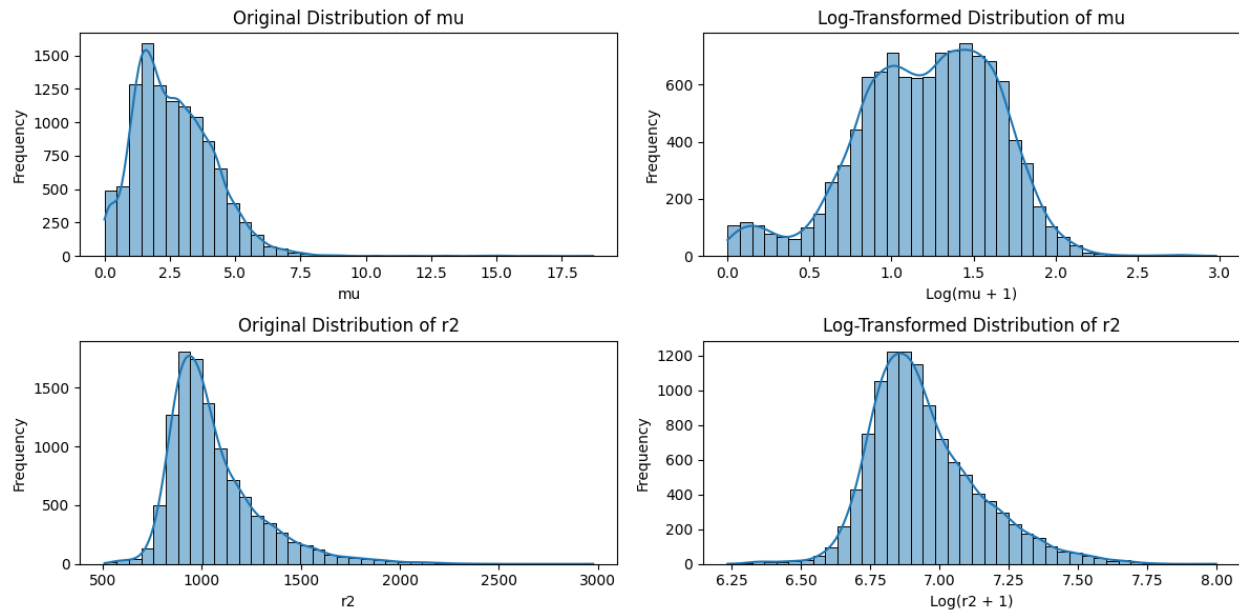 Original Distribution of mu
Frequency
1500
1250
1000
750
500
250
0
0.0 2.5 5.0 7.5 10.0 12.5 15.0 17.5
mu
Log-Transformed Distribution of mu
Frequency
600
400
200
0
0.0 0.5 1.0 1.5 2.0 2.5 3.0
Log(mu + 1)
Original Distribution of r2
Frequency
1500
1000
500
0
500 1000 1500 2000 2500 3000
r2
Log-Transformed Distribution of r2
Frequency
1200
1000
800
600
400
200
0
6.25 6.50 6.75 7.00 7.25 7.50 7.75 8.00
Log(r2 + 1)